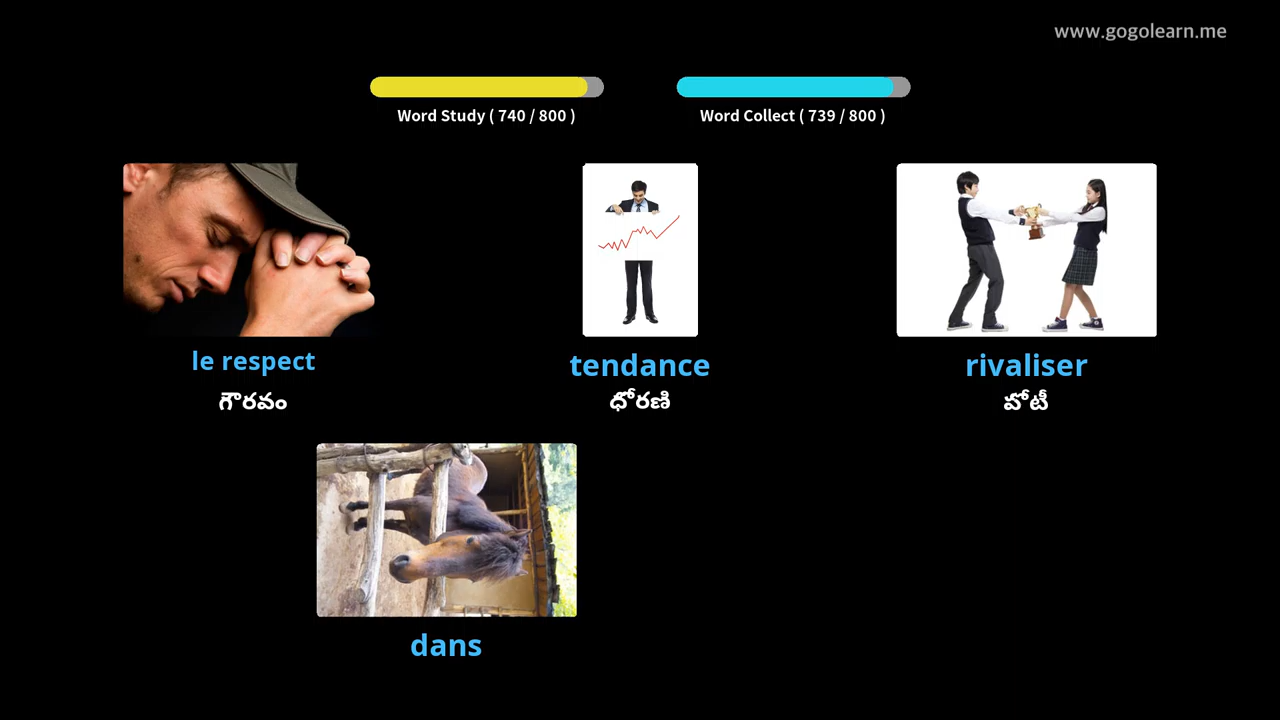 www.gogolearn.me
Word Study ( 740 / 800 )
Word Collect ( 739 / 800 )
le respect
tendance
rivaliser
గౌరవం
ధోరణి
పోటీ
dans